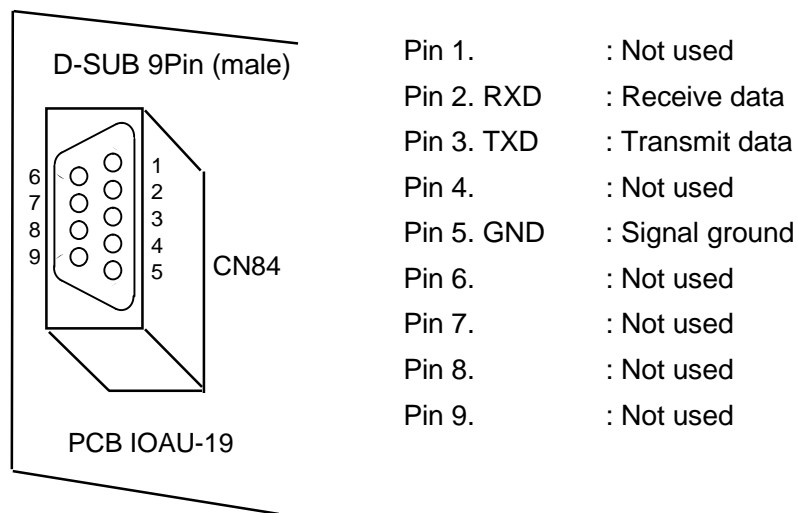 D-SUB 9Pin (male)
6
7
8
9
1
2
3
4
5
CN84
PCB IOAU-19
Pin 1. : Not used
Pin 2. RXD : Receive data
Pin 3. TXD : Transmit data
Pin 4. : Not used
Pin 5. GND : Signal ground
Pin 6. : Not used
Pin 7. : Not used
Pin 8. : Not used
Pin 9. : Not used